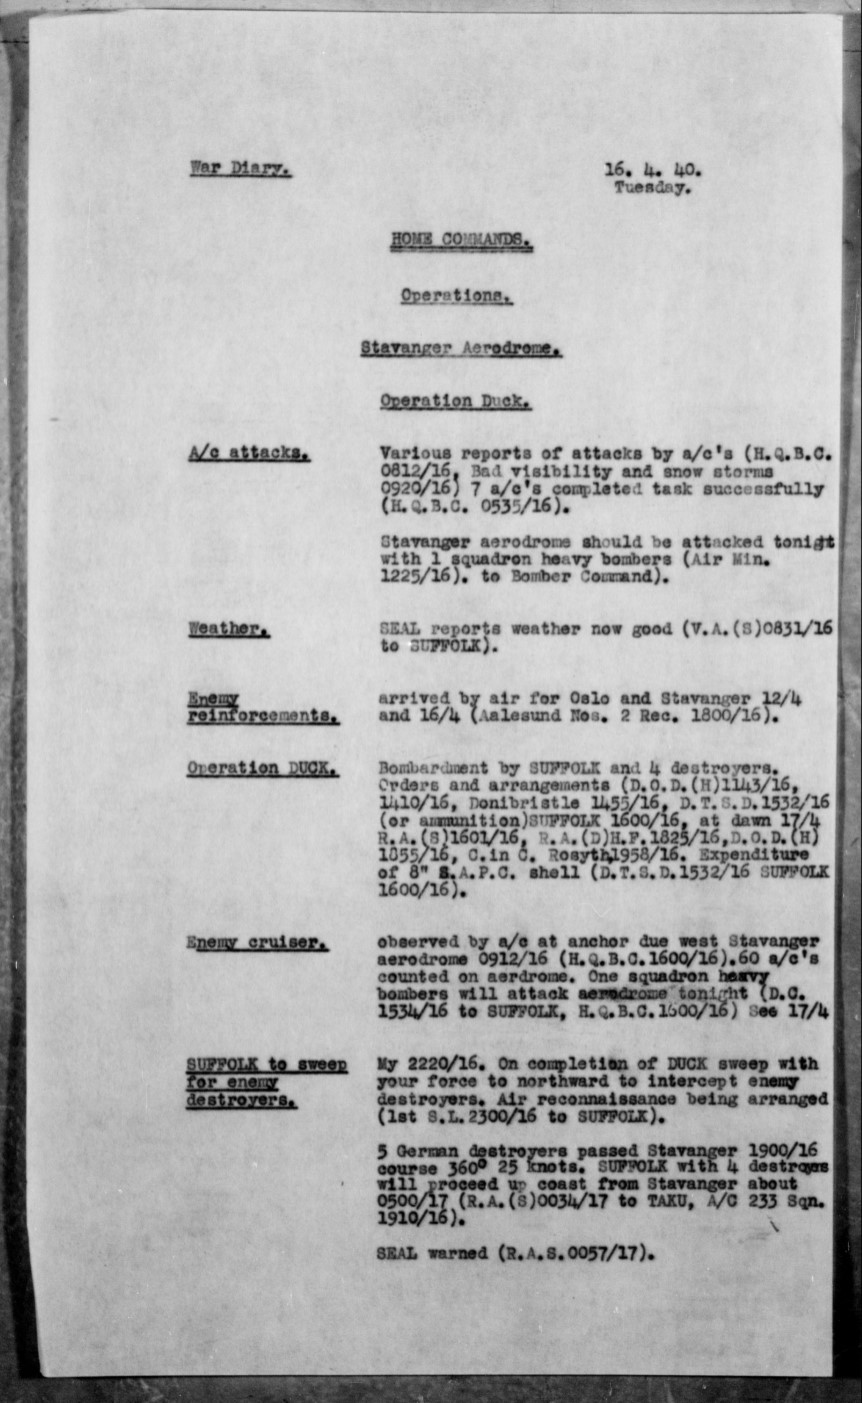 War Diary.
16. 4. 40.
Tuesday.
HOME COMMANDS.
Operations.
Stavanger Aerodrome.
Operation Duck.
A/c attacks.
Various reports of attacks by a/c's (H.Q.B.C.
0812/16, Bad visibility and snow storms
0920/16) 7 a/c's completed task successfully
(H.Q.B.C. 0535/16).
Stavanger aerodrome should be attacked tonight
with 1 squadron heavy bombers (Air Min.
1225/16). to Bomber Command).
Weather.
SEAL reports weather now good (V.A.(S)0831/16
to SUFFOLK).
Enemy
reinforcements.
arrived by air for Oslo and Stavanger 12/4
and 16/4 (Aalesund Nos. 2 Rec. 1800/16).
Operation DUCK.
Bombardment by SUFFOLK and 4 destroyers.
Orders and arrangements (D.O.D.(H)1143/16,
1410/16, Donibristle 1455/16, D.T.S.D.1532/16
(or ammunition)SUFFOLK 1600/16, at dawn 17/4
R.A.(S)1601/16, R.A.(D)H.F.1825/16,D.O.D.(H)
1855/16, C.in C. Rosyth,1958/16. Expenditure
of 8" S.A.P.C. shell (D.T.S.D.1532/16 SUFFOLK
1600/16).
Enemy cruiser.
observed by a/c at anchor due west Stavanger
aerodrome 0912/16 (H.Q.B.C.1600/16).60 a/c's
counted on aerdrome. One squadron heavy
bombers will attack aerodrome tonight (D.C.
1534/16 to SUFFOLK, H.Q.B.C.1600/16) See 17/4
SUFFOLK to sweep
for enemy
destroyers.
My 2220/16. On completion of DUCK sweep with
your force to northward to intercept enemy
destroyers. Air reconnaissance being arranged
(1st S.L.2300/16 to SUFFOLK).
5 German destroyers passed Stavanger 1900/16
course 360° 25 knots. SUFFOLK with 4 destroyes
will proceed up coast from Stavanger about
0500/17 (R.A.(S)0034/17 to TAKU, A/C 233 Sqn.
1910/16).
SEAL warned (R.A.S.0057/17).